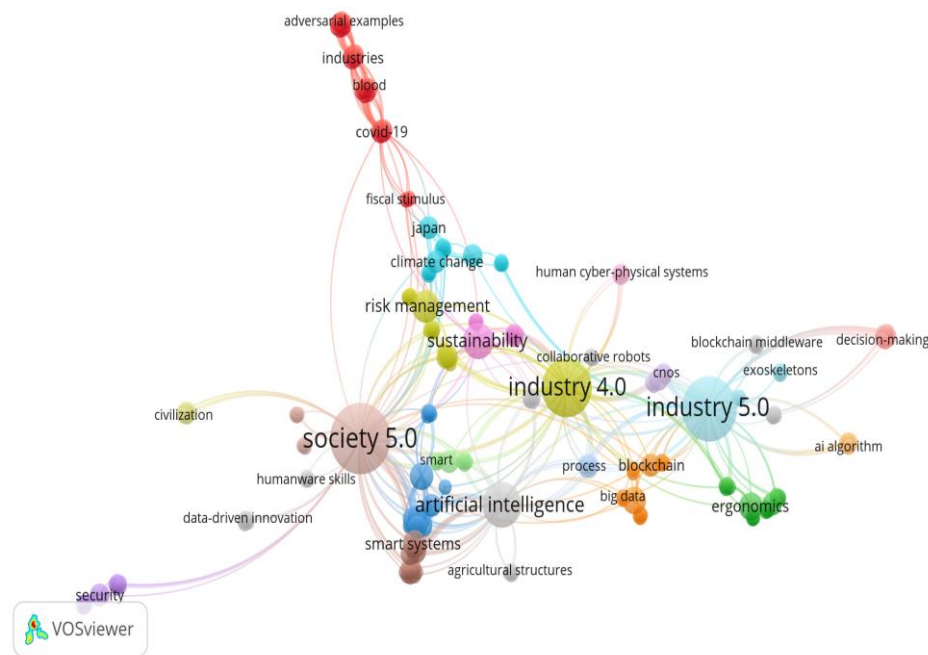 adversarial examples
industries
blood
covid-19
fiscal stimulus
japan
climate change
human cyber-physical systems
risk management
sustainability
blockchain middleware
decision-making
collaborative robots
exoskeletons
cnos
industry 4.0
industry 5.0
civilization
society 5.0
ai algorithm
smart
process
blockchain
humanware skills
big data
artificial intelligence
ergonomics
data-driven innovation
smart systems
agricultural structures
security
VOSviewer